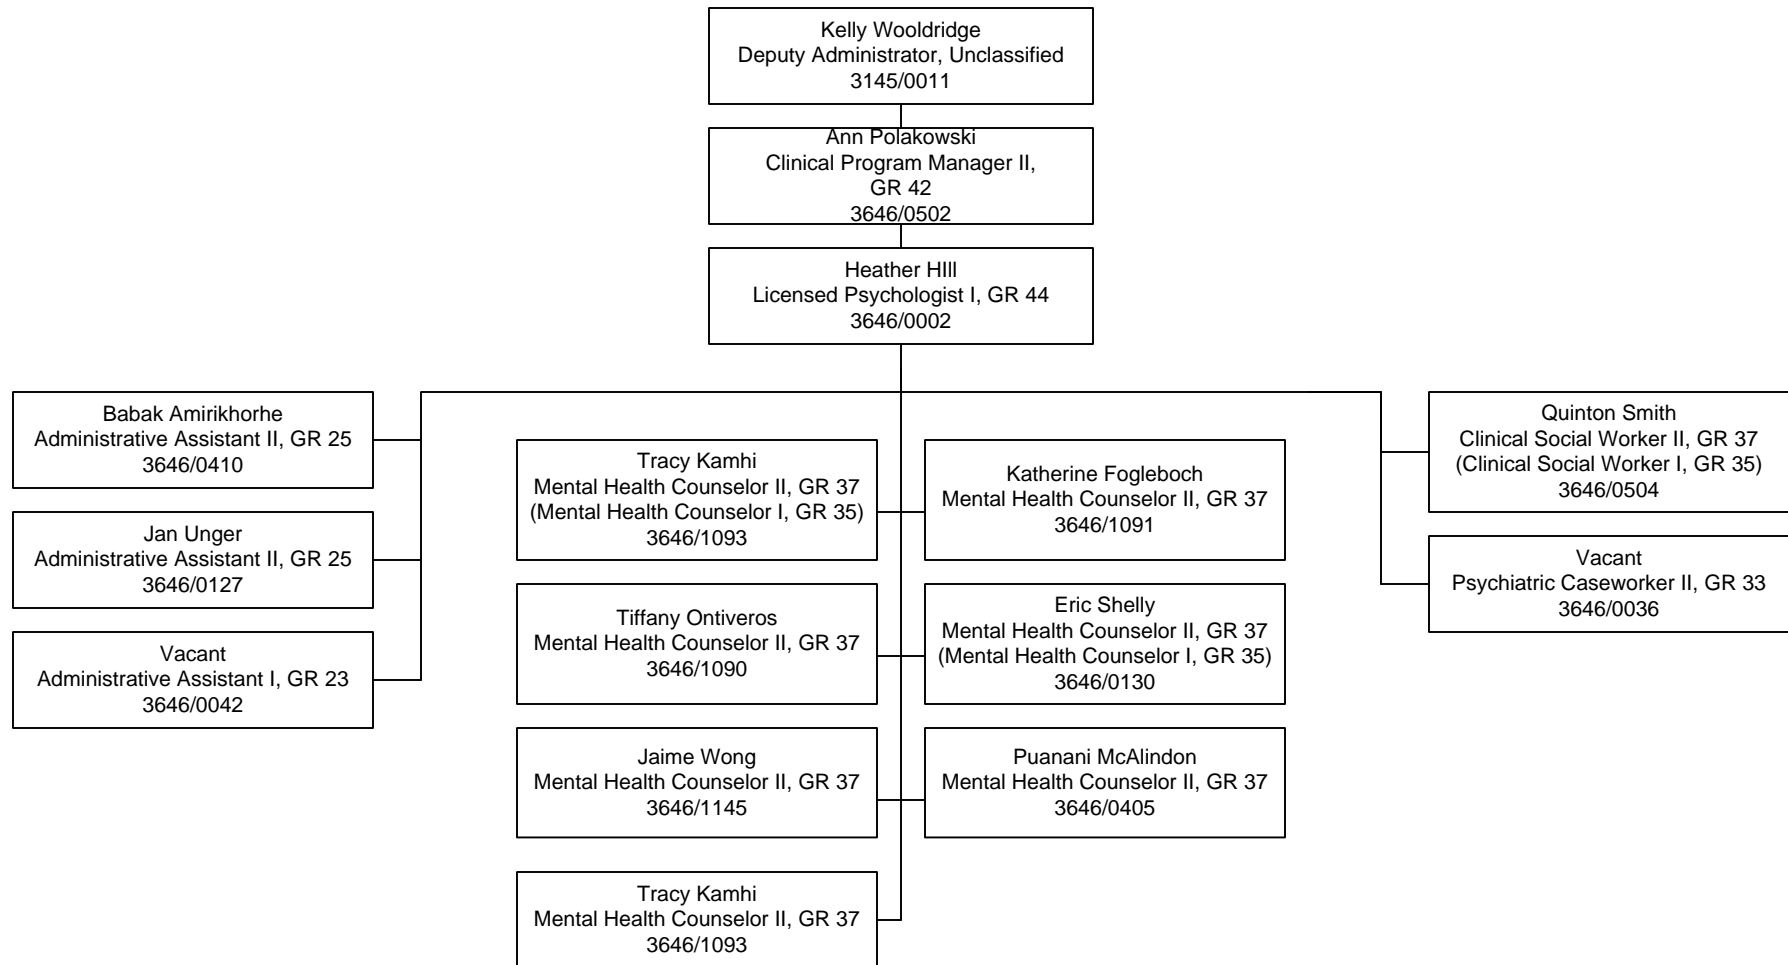 Kelly Wooldridge
Deputy Administrator, Unclassified
3145/0011
Ann Polakowski
Clinical Program Manager II,
GR 42
3646/0502
Heather HIll
Licensed Psychologist I, GR 44
3646/0002
Babak Amirikhorhe
Administrative Assistant II, GR 25
3646/0410
Jan Unger
Administrative Assistant II, GR 25
3646/0127
Vacant
Administrative Assistant I, GR 23
3646/0042
Tracy Kamhi
Mental Health Counselor II, GR 37
(Mental Health Counselor I, GR 35)
3646/1093
Katherine Fogleboch
Mental Health Counselor II, GR 37
3646/1091
Tiffany Ontiveros
Mental Health Counselor II, GR 37
3646/1090
Eric Shelly
Mental Health Counselor II, GR 37
(Mental Health Counselor I, GR 35)
3646/0130
Jaime Wong
Mental Health Counselor II, GR 37
3646/1145
Puanani McAlindon
Mental Health Counselor II, GR 37
3646/0405
Tracy Kamhi
Mental Health Counselor II, GR 37
3646/1093
Quinton Smith
Clinical Social Worker II, GR 37
(Clinical Social Worker I, GR 35)
3646/0504
Vacant
Psychiatric Caseworker II, GR 33
3646/0036